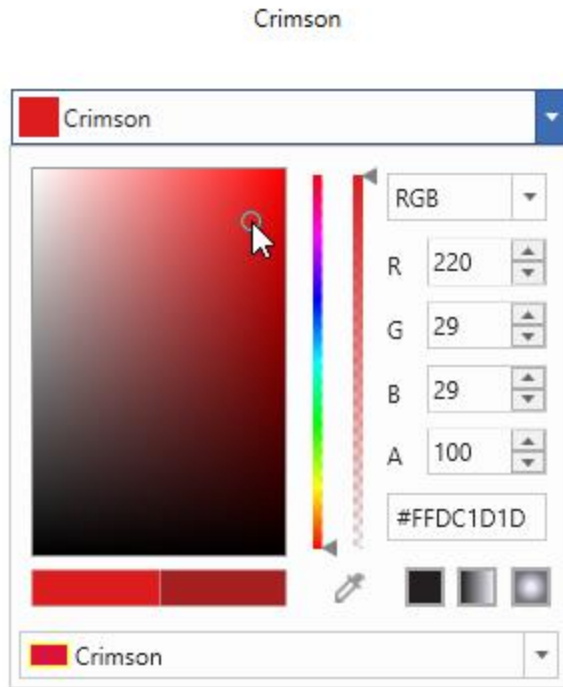 Crimson
Crimson
RGB
R 220
G 29
B 29
A 100
#FFDC1D1D
Crimson